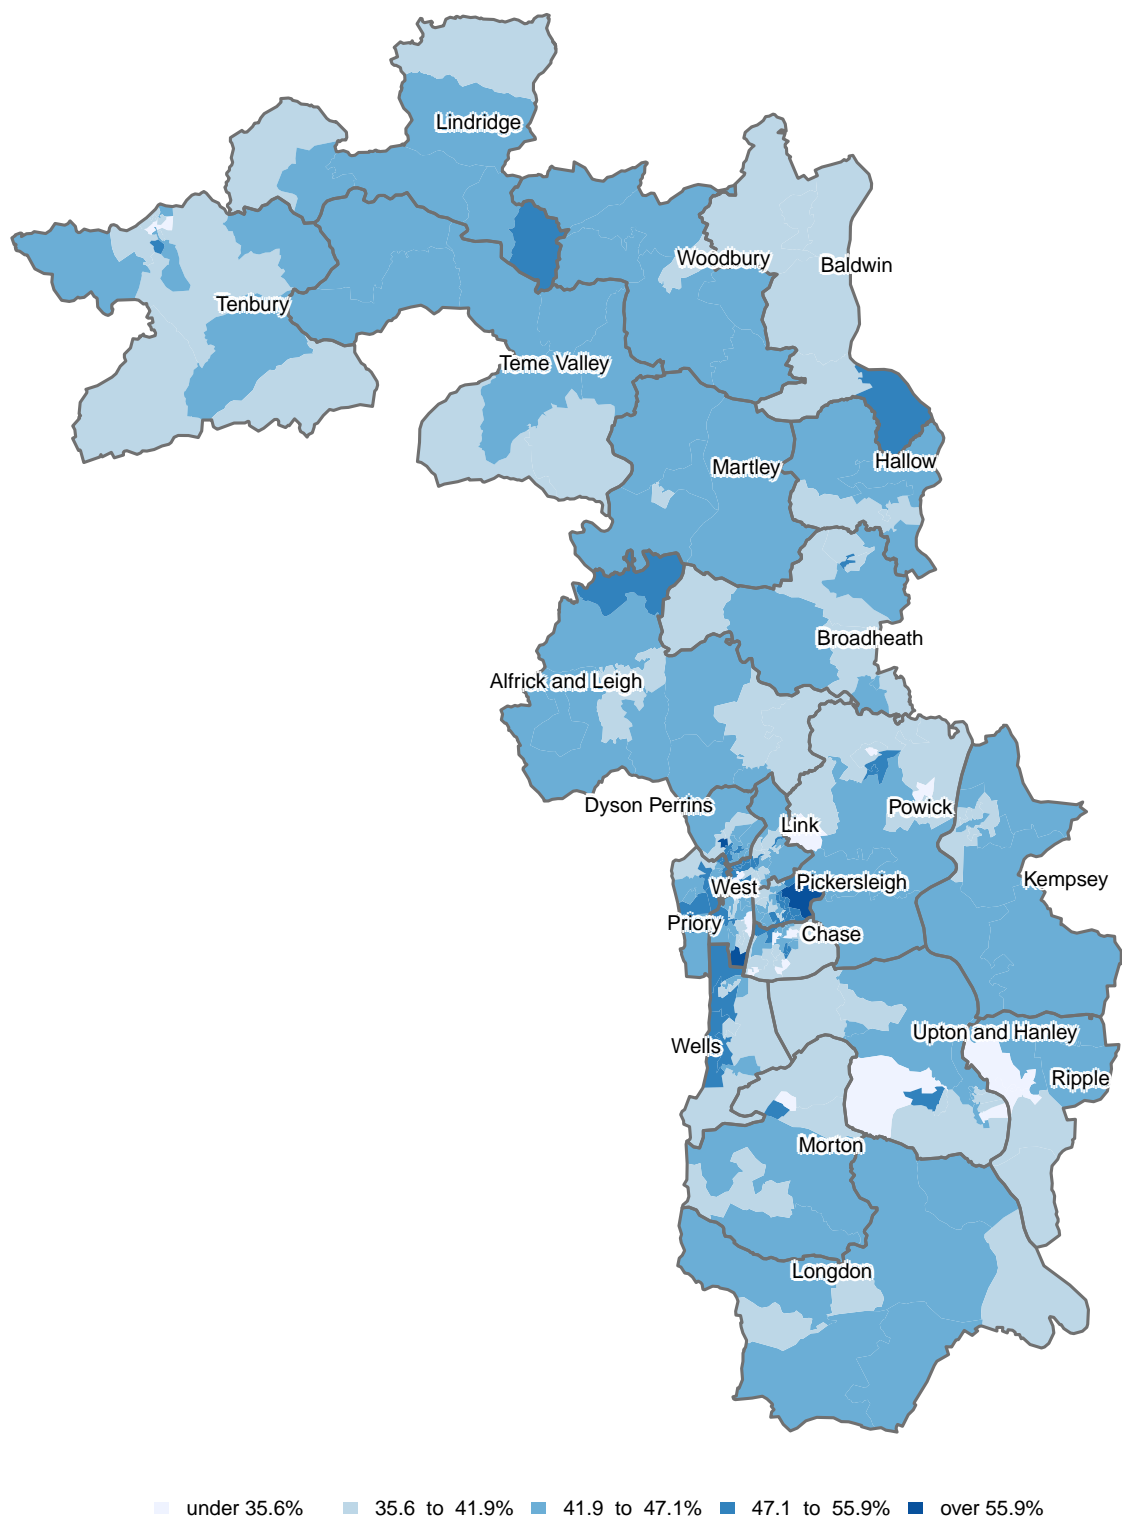 Lindridge
Woodbury
Baldwin
Tenbury
Teme Valley
Martley
Hallow
Broadheath
Alfrick and Leigh
Dyson Perrins
Link
Powick
West
Pickersleigh
Kempsey
Priory
Chase
Wells
Upton and Hanley
Ripple
Morton
Longdon
under 35.6% 35.6 to 41.9% 41.9 to 47.1% 47.1 to 55.9% over 55.9%